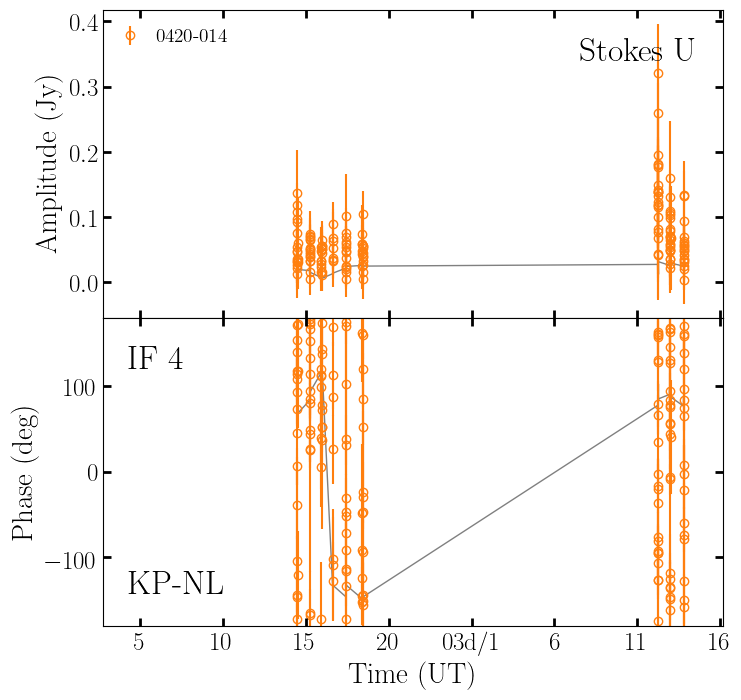 0420-014
Stokes U
Amplitude (Jy)
0.4
0.3
0.2
0.1
0.0
IF 4
KP-NL
Phase (deg)
100
0
−100
5 10 15 20 03d/1 6 11 16
Time (UT)